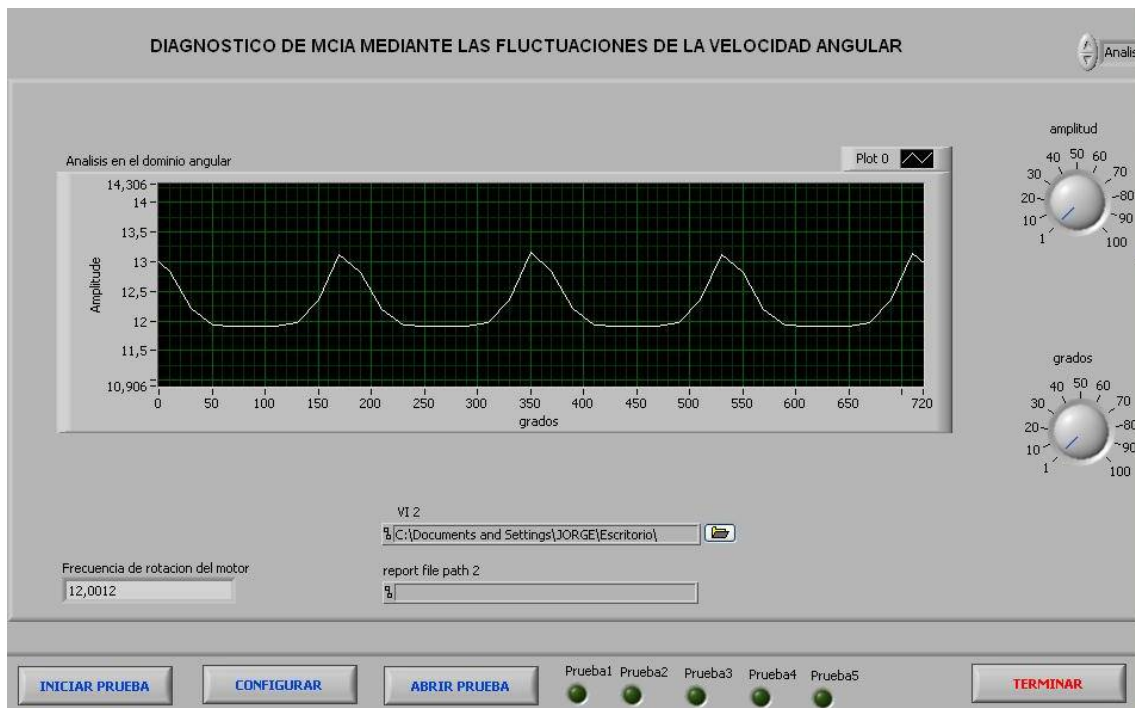 DIAGNOSTICO DE MCIA MEDIANTE LAS FLUCTUACIONES DE LA VELOCIDAD ANGULAR
Analis
Analisis en el dominio angular
Plot 0
14,306
14
13,5
13
12,5
12
11,5
10,906
Amplitude
0 50 100 150 200 250 300 350 400 450 500 550 600 650 720
grados
amplitud
1 10 20 30 40 50 60 70 80 90 100
grados
1 10 20 30 40 50 60 70 80 90 100
VI 2
C:\Documents and Settings\JORGE\Escritorio\
Frecuencia de rotacion del motor
12,0012
report file path 2
INICIAR PRUEBA
CONFIGURAR
ABRIR PRUEBA
Prueba1 Prueba2 Prueba3 Prueba4 Prueba5
TERMINAR